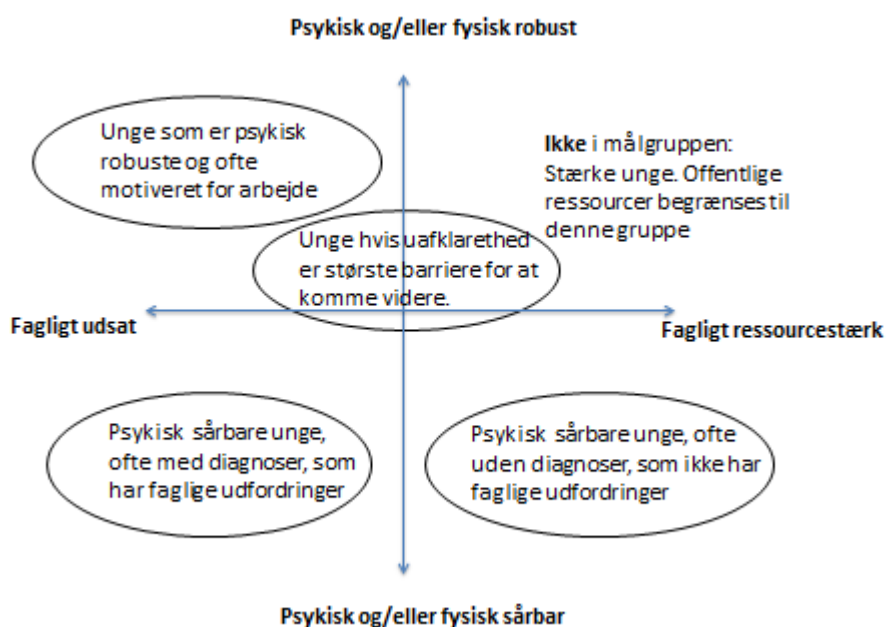 Psykisk og/eller fysisk robust
Unge som er psykisk
robuste og ofte
motiveret for arbejde
Ikke i målgruppen:
Stærke unge. Offentlige
ressourcer begrænses til
denne gruppe
Unge hvis uafklarethed
er største barriere for at
komme videre.
Fagligt udsat
Fagligt ressourcestærk
Psykisk sårbare unge,
ofte med diagnoser, som
har faglige udfordringer
Psykisk sårbare unge, ofte
uden diagnoser, som ikke har
faglige udfordringer
Psykisk og/eller fysisk sårbar